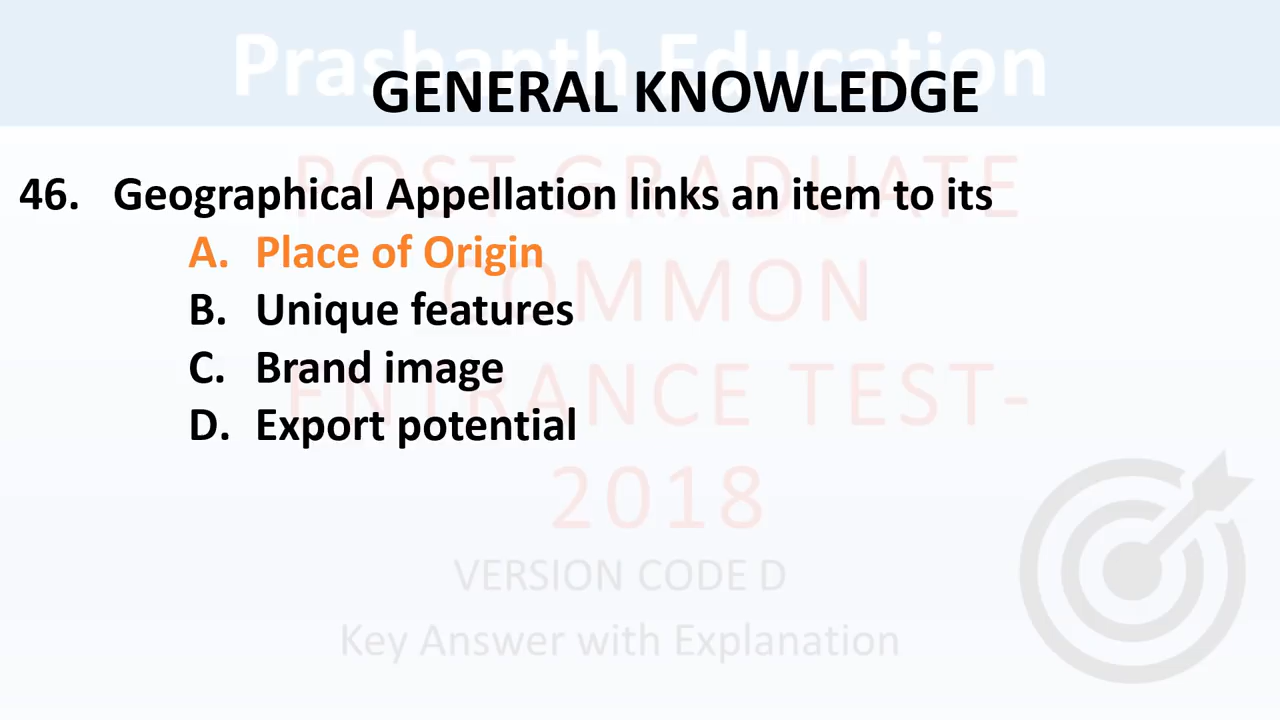 Prashanth Education
GENERAL KNOWLEDGE
46. Geographical Appellation links an item to its
A. Place of Origin
B. Unique features
C. Brand image
D. Export potential
POST GRADUATE
COMMON
ENTRANCE TEST-
2018
VERSION CODE D
Key Answer with Explanation